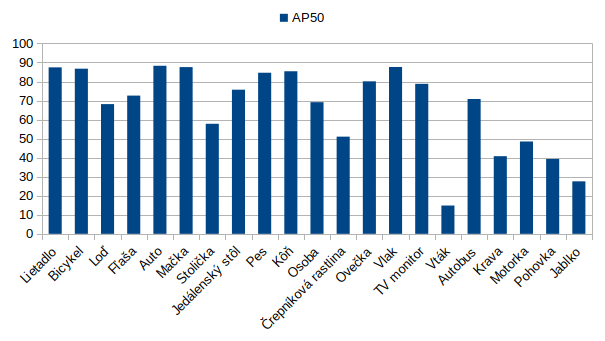 AP50
100
90
80
70
60
50
40
30
20
10
0
Lietadlo
Bicykel
Loď
Fľaša
Auto
Mačka
Stolička
Jedálenský stôl
Pes
Kôň
Osoba
Črepníková rastlina
Ovečka
Vlak
TV monitor
Vták
Autobus
Krava
Motorka
Pohovka
Jablko